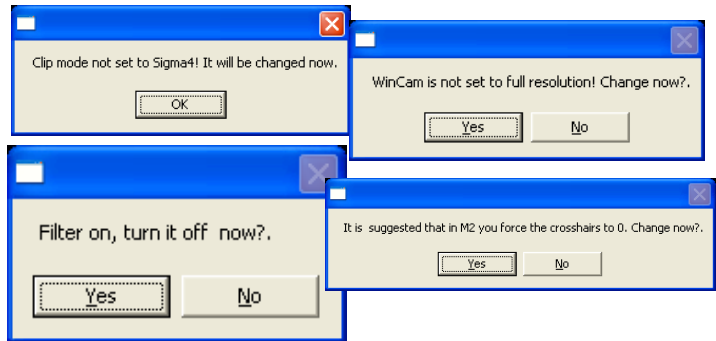 Clip mode not set to Sigma4! It will be changed now.
OK
WinCam is not set to full resolution! Change now?.
Yes No
Filter on, turn it off now?.
Yes No
It is suggested that in M2 you force the crosshairs to 0. Change now?.
Yes No